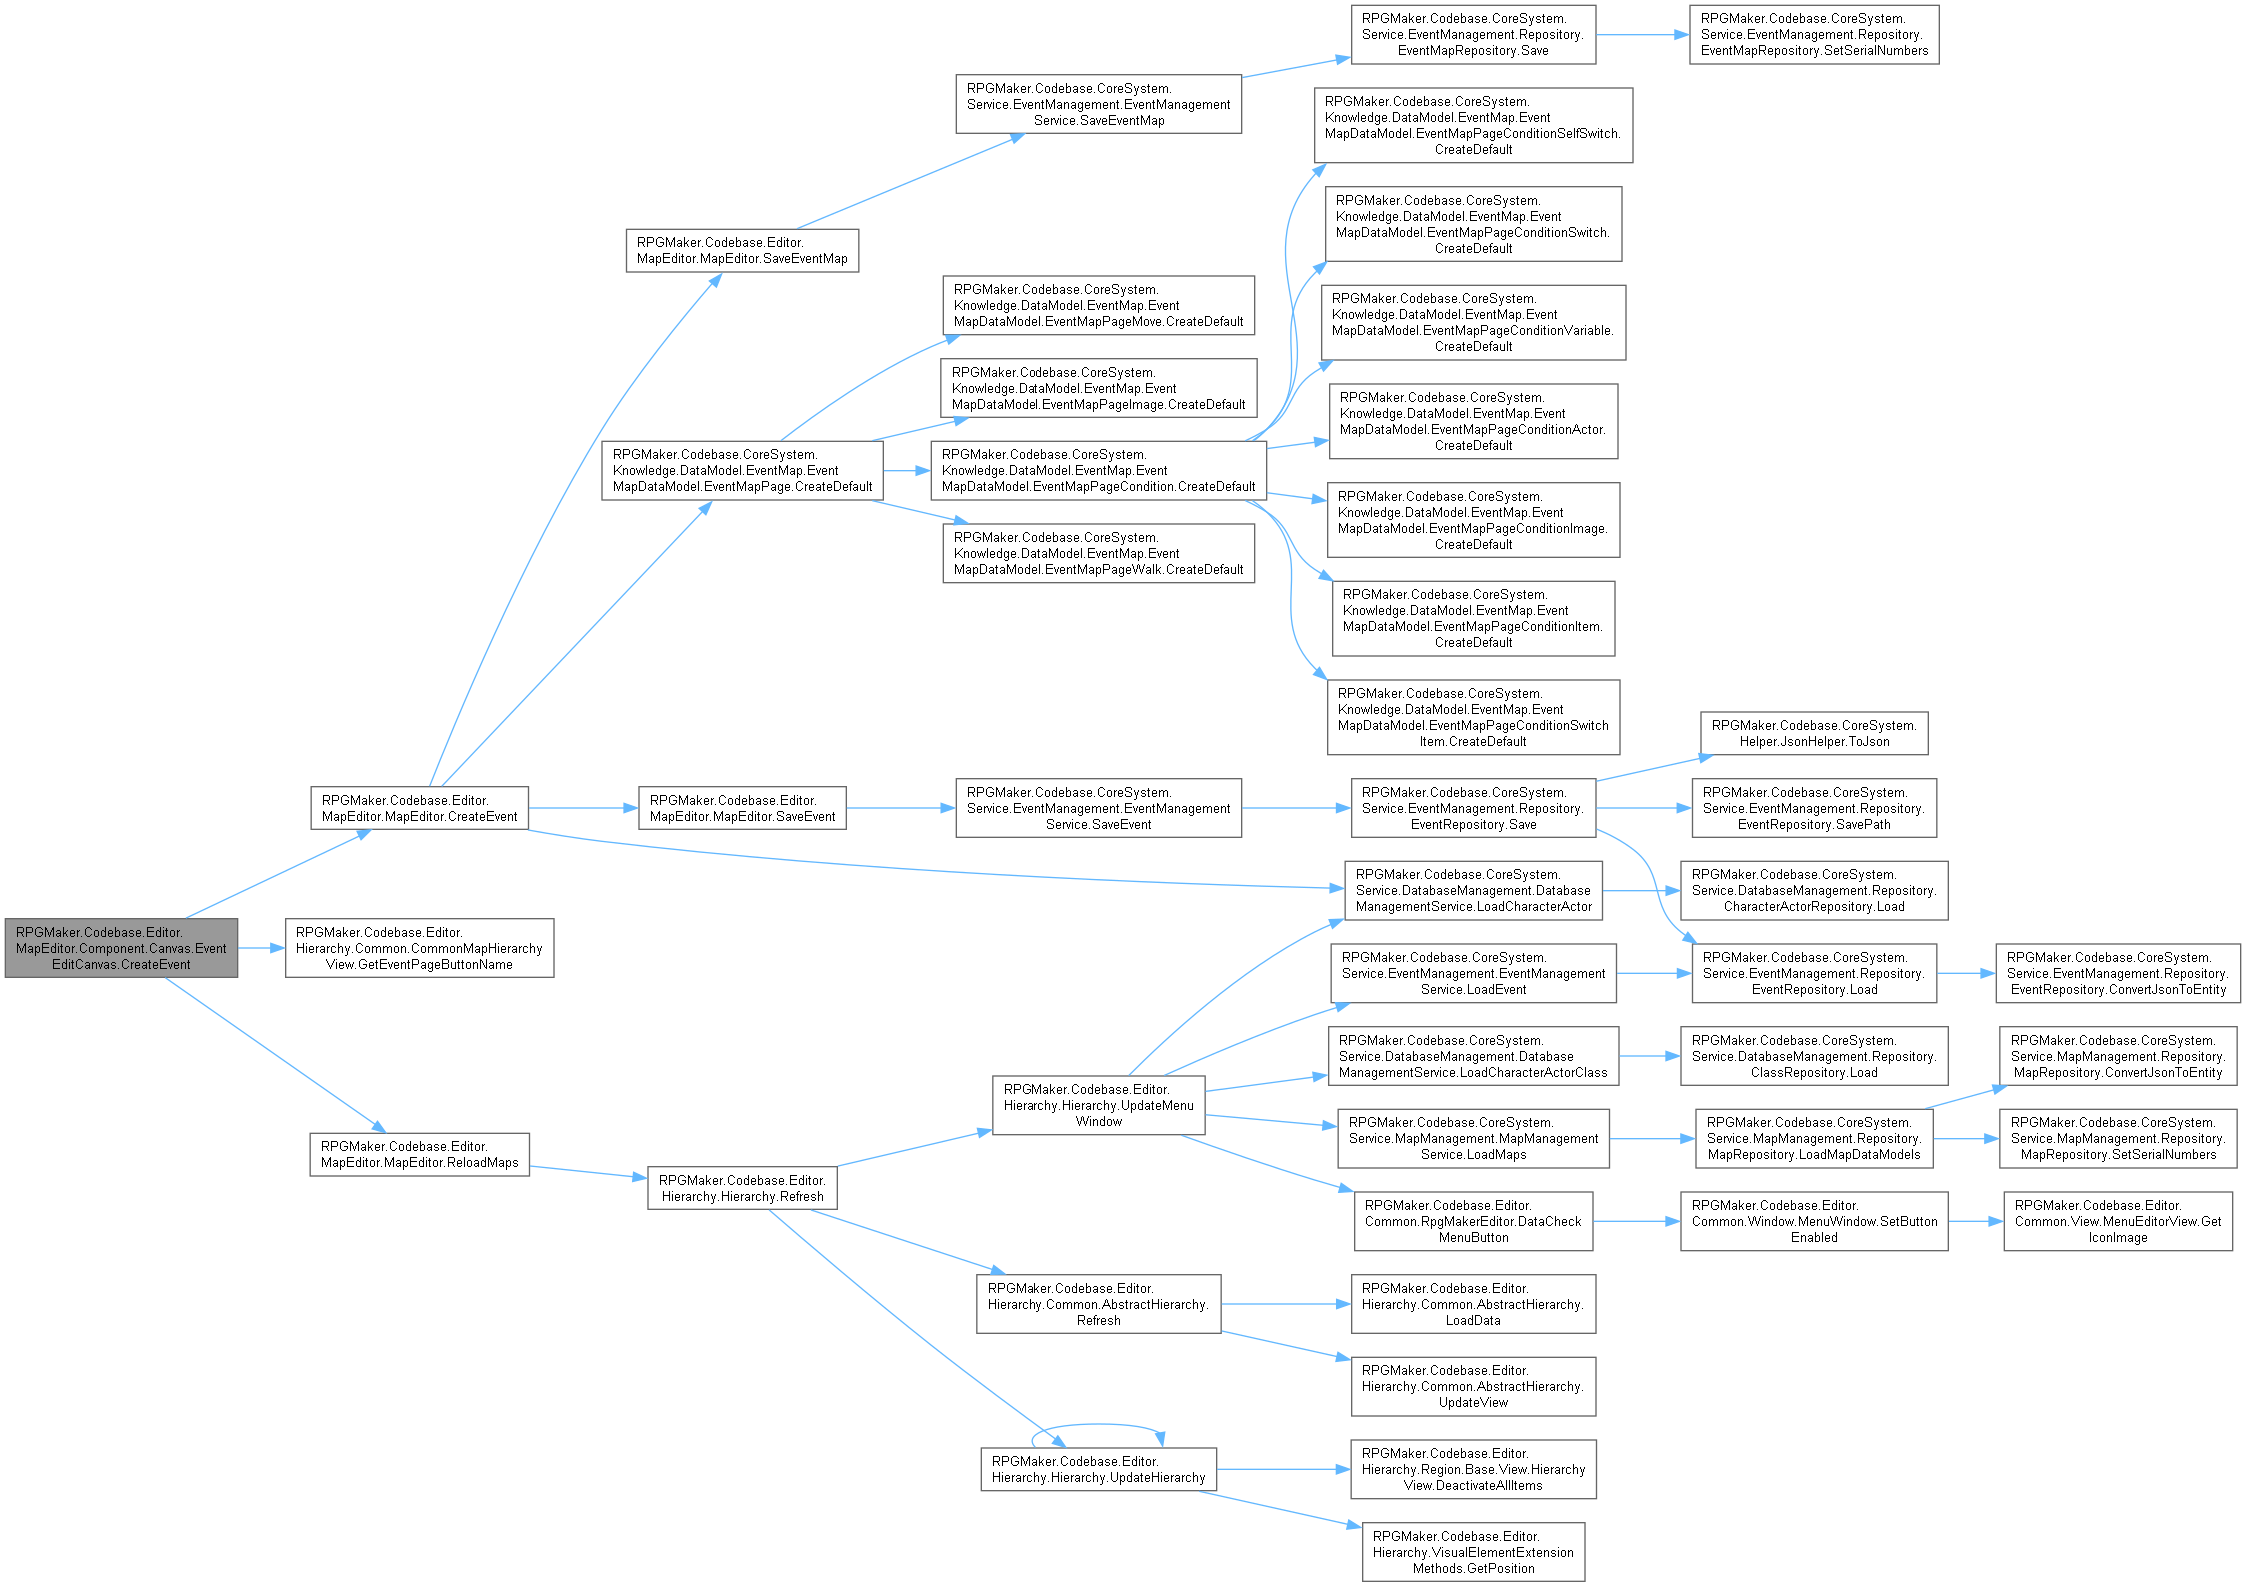 RPGMaker.Codebase.CoreSystem.
Service.EventManagement.Repository.
EventMapRepository.Save
RPGMaker.Codebase.CoreSystem.
Service.EventManagement.Repository.
EventMapRepository.SetSerialNumbers
RPGMaker.Codebase.CoreSystem.
Service.EventManagement.EventManagement
Service.SaveEventMap
RPGMaker.Codebase.CoreSystem.
Knowledge.DataModel.EventMap.Event
MapDataModel.EventMapPageConditionSelfSwitch.
CreateDefault
RPGMaker.Codebase.CoreSystem.
Knowledge.DataModel.EventMap.Event
MapDataModel.EventMapPageConditionSwitch.
CreateDefault
RPGMaker.Codebase.Editor.
MapEditor.MapEditor.SaveEventMap
RPGMaker.Codebase.CoreSystem.
Knowledge.DataModel.EventMap.Event
MapDataModel.EventMapPageMove.CreateDefault
RPGMaker.Codebase.CoreSystem.
Knowledge.DataModel.EventMap.Event
MapDataModel.EventMapPageConditionVariable.
CreateDefault
RPGMaker.Codebase.CoreSystem.
Knowledge.DataModel.EventMap.Event
MapDataModel.EventMapPageImage.CreateDefault
RPGMaker.Codebase.CoreSystem.
Knowledge.DataModel.EventMap.Event
MapDataModel.EventMapPageConditionActor.
CreateDefault
RPGMaker.Codebase.CoreSystem.
Knowledge.DataModel.EventMap.Event
MapDataModel.EventMapPage.CreateDefault
RPGMaker.Codebase.CoreSystem.
Knowledge.DataModel.EventMap.Event
MapDataModel.EventMapPageCondition.CreateDefault
RPGMaker.Codebase.CoreSystem.
Knowledge.DataModel.EventMap.Event
MapDataModel.EventMapPageConditionImage.
CreateDefault
RPGMaker.Codebase.CoreSystem.
Knowledge.DataModel.EventMap.Event
MapDataModel.EventMapPageWalk.CreateDefault
RPGMaker.Codebase.CoreSystem.
Knowledge.DataModel.EventMap.Event
MapDataModel.EventMapPageConditionItem.
CreateDefault
RPGMaker.Codebase.CoreSystem.
Knowledge.DataModel.EventMap.Event
MapDataModel.EventMapPageConditionSwitch
Item.CreateDefault
RPGMaker.Codebase.CoreSystem.
Helper.JsonHelper.ToJson
RPGMaker.Codebase.Editor.
MapEditor.MapEditor.CreateEvent
RPGMaker.Codebase.Editor.
MapEditor.MapEditor.SaveEvent
RPGMaker.Codebase.CoreSystem.
Service.EventManagement.EventManagement
Service.SaveEvent
RPGMaker.Codebase.CoreSystem.
Service.EventManagement.Repository.
EventRepository.Save
RPGMaker.Codebase.CoreSystem.
Service.EventManagement.Repository.
EventRepository.SavePath
RPGMaker.Codebase.CoreSystem.
Service.DatabaseManagement.Database
ManagementService.LoadCharacterActor
RPGMaker.Codebase.CoreSystem.
Service.DatabaseManagement.Repository.
CharacterActorRepository.Load
RPGMaker.Codebase.Editor.
MapEditor.Component.Canvas.Event
EditCanvas.CreateEvent
RPGMaker.Codebase.Editor.
Hierarchy.Common.CommonMapHierarchy
View.GetEventPageButtonName
RPGMaker.Codebase.CoreSystem.
Service.EventManagement.EventManagement
Service.LoadEvent
RPGMaker.Codebase.CoreSystem.
Service.EventManagement.Repository.
EventRepository.Load
RPGMaker.Codebase.CoreSystem.
Service.EventManagement.Repository.
EventRepository.ConvertJsonToEntity
RPGMaker.Codebase.CoreSystem.
Service.DatabaseManagement.Database
ManagementService.LoadCharacterActorClass
RPGMaker.Codebase.CoreSystem.
Service.DatabaseManagement.Repository.
ClassRepository.Load
RPGMaker.Codebase.CoreSystem.
Service.MapManagement.Repository.
MapRepository.ConvertJsonToEntity
RPGMaker.Codebase.Editor.
Hierarchy.Hierarchy.UpdateMenu
Window
RPGMaker.Codebase.CoreSystem.
Service.MapManagement.MapManagement
Service.LoadMaps
RPGMaker.Codebase.CoreSystem.
Service.MapManagement.Repository.
MapRepository.LoadMapDataModels
RPGMaker.Codebase.CoreSystem.
Service.MapManagement.Repository.
MapRepository.SetSerialNumbers
RPGMaker.Codebase.Editor.
MapEditor.MapEditor.ReloadMaps
RPGMaker.Codebase.Editor.
Hierarchy.Hierarchy.Refresh
RPGMaker.Codebase.Editor.
Common.RpgMakerEditor.DataCheck
MenuButton
RPGMaker.Codebase.Editor.
Common.Window.MenuWindow.SetButton
Enabled
RPGMaker.Codebase.Editor.
Common.View.MenuEditorView.Get
IconImage
RPGMaker.Codebase.Editor.
Hierarchy.Common.AbstractHierarchy.
Refresh
RPGMaker.Codebase.Editor.
Hierarchy.Common.AbstractHierarchy.
LoadData
RPGMaker.Codebase.Editor.
Hierarchy.Common.AbstractHierarchy.
UpdateView
RPGMaker.Codebase.Editor.
Hierarchy.Hierarchy.UpdateHierarchy
RPGMaker.Codebase.Editor.
Hierarchy.Region.Base.View.Hierarchy
View.DeactivateAllItems
RPGMaker.Codebase.Editor.
Hierarchy.VisualElementExtension
Methods.GetPosition